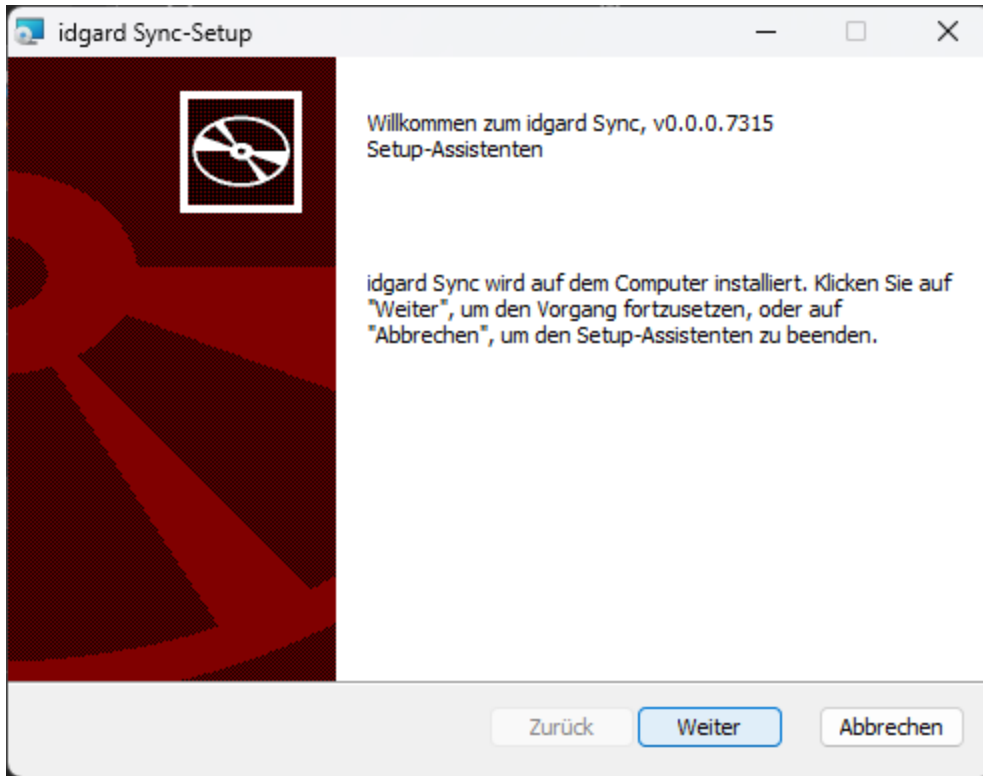 idgard Sync-Setup
Willkommen zum idgard Sync, v0.0.0.7315
Setup-Assistenten
idgard Sync wird auf dem Computer installiert. Klicken Sie auf
"Weiter", um den Vorgang fortzusetzen, oder auf
"Abbrechen", um den Setup-Assistenten zu beenden.
Zurück Weiter Abbrechen